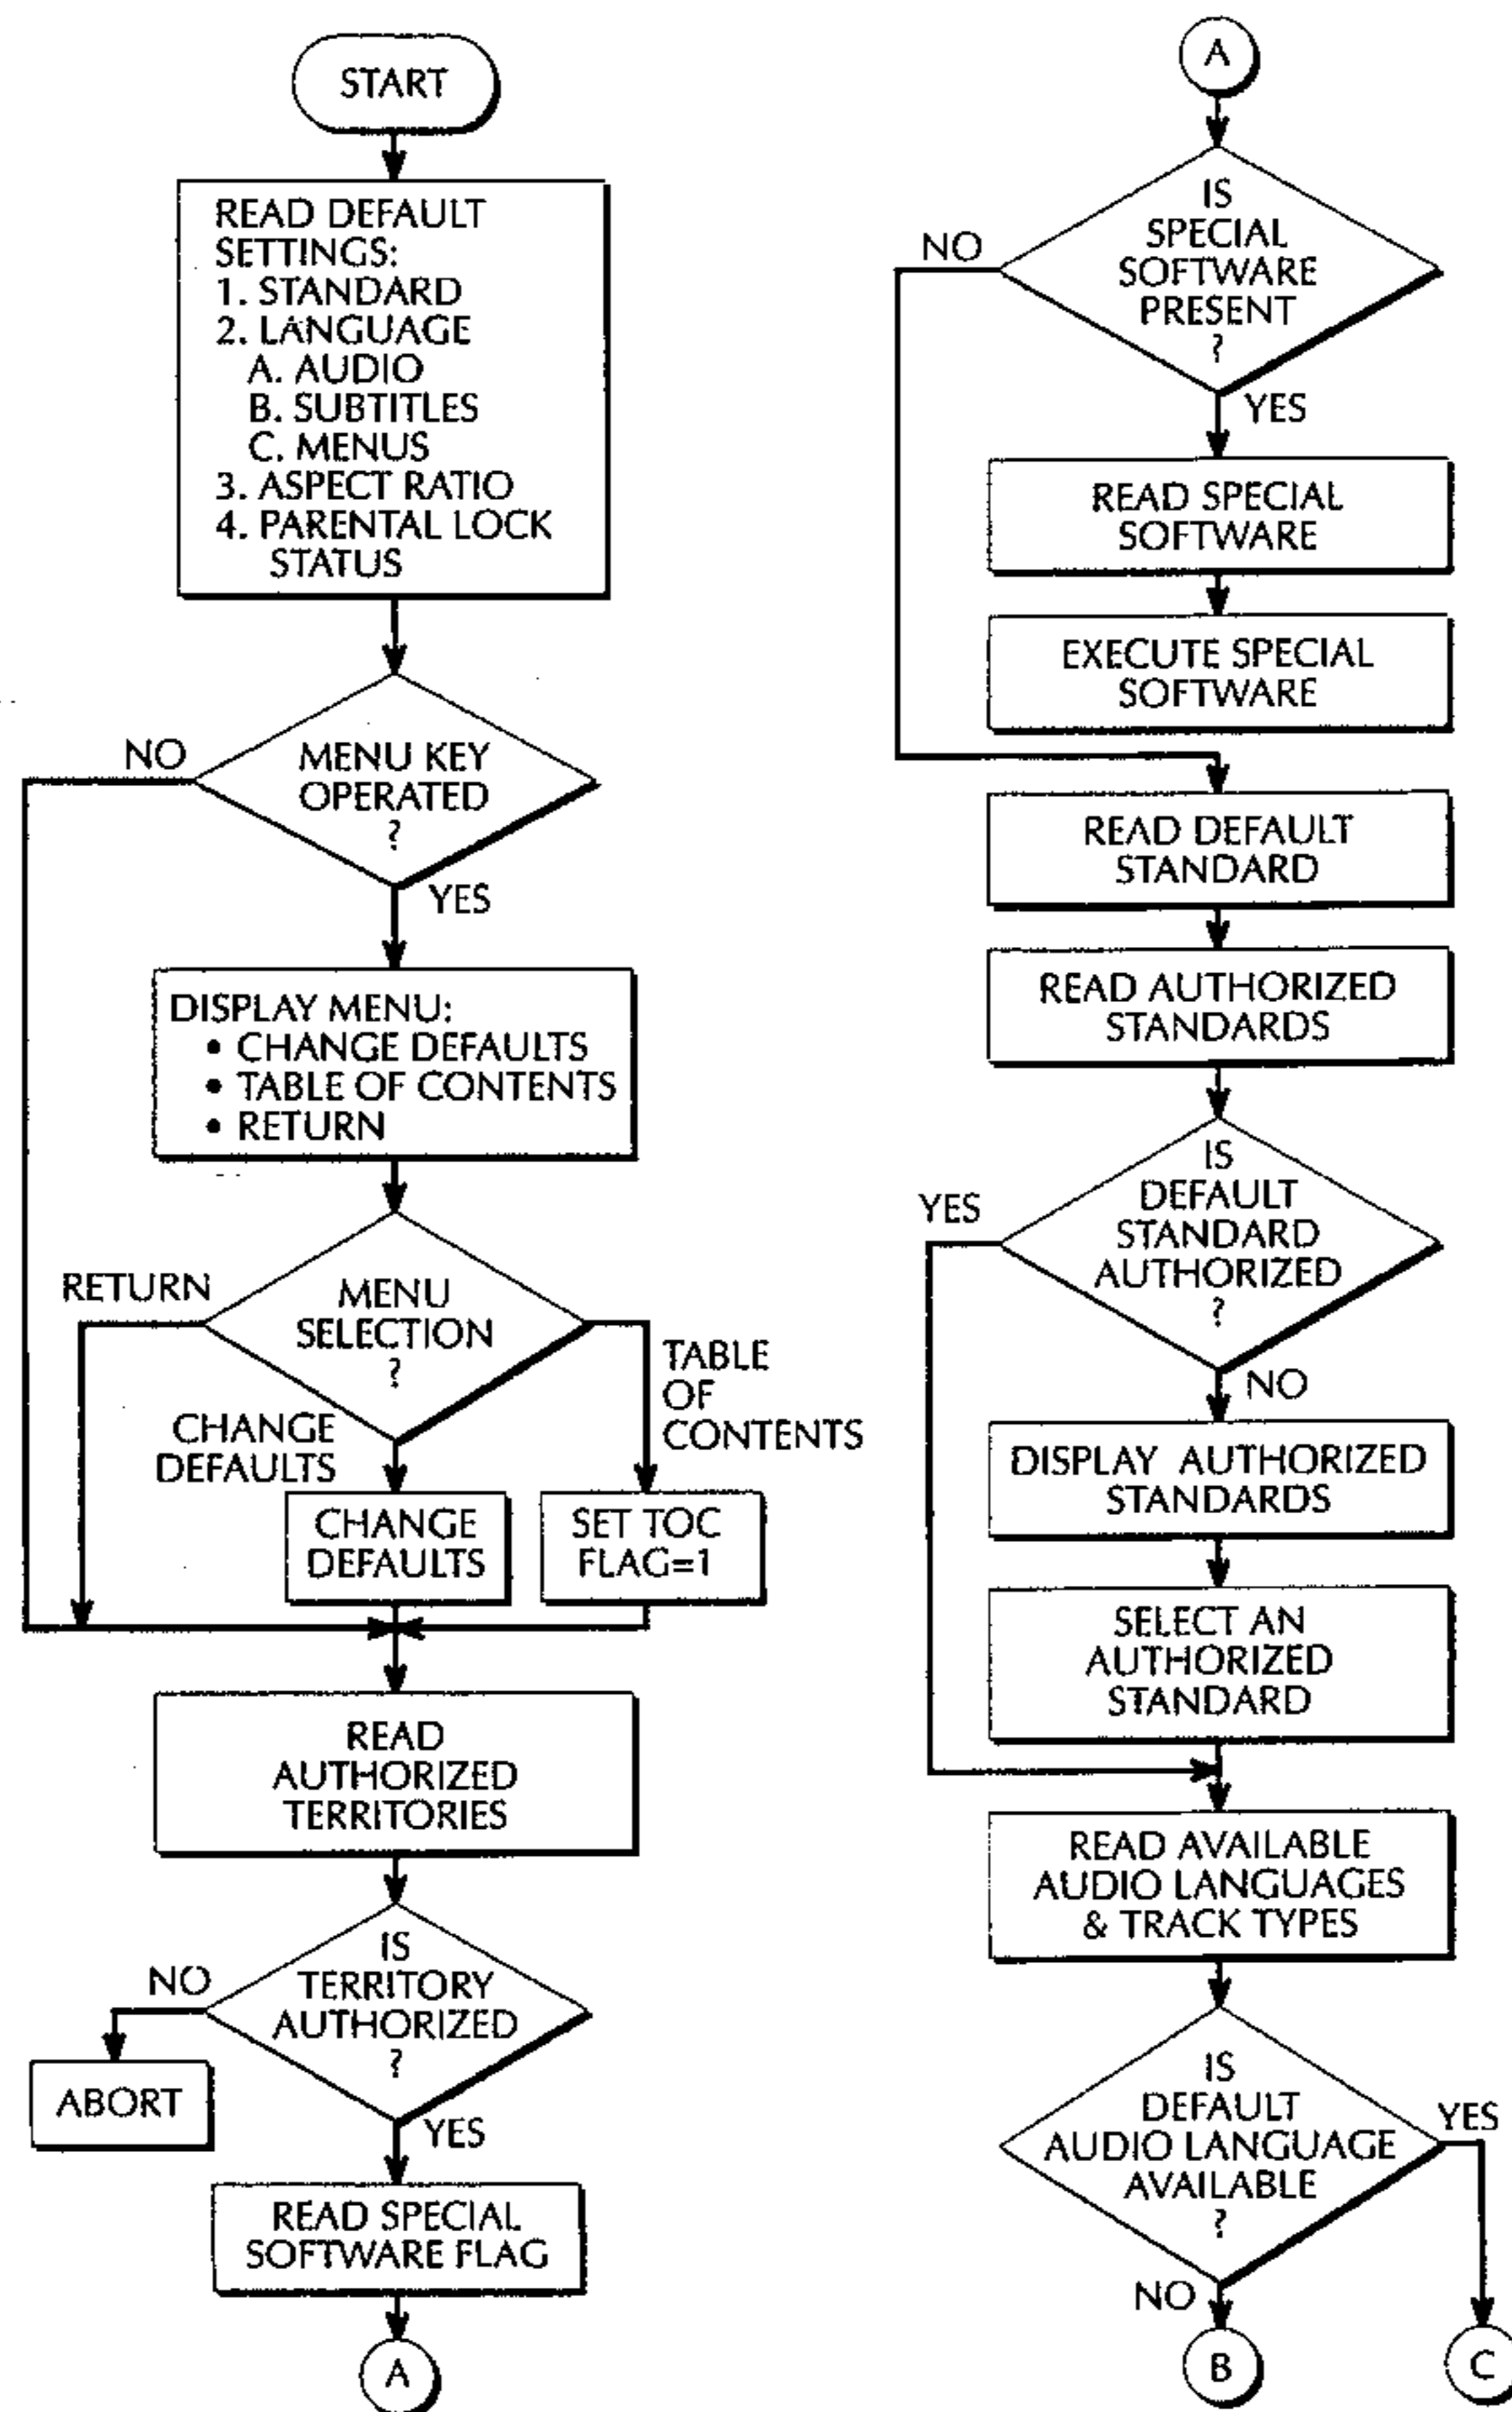 START
READ DEFAULT
SETTINGS:
1. STANDARD
2. LANGUAGE
A. AUDIO
B. SUBTITLES
C. MENUS
3. ASPECT RATIO
4. PARENTAL LOCK
STATUS
NO
MENU KEY
OPERATED
?
YES
DISPLAY MENU:
• CHANGE DEFAULTS
• TABLE OF CONTENTS
• RETURN
RETURN
MENU
SELECTION
?
TABLE
OF
CONTENTS
CHANGE
DEFAULTS
CHANGE
DEFAULTS
SET TOC
FLAG=1
READ
AUTHORIZED
TERRITORIES
NO
IS
TERRITORY
AUTHORIZED
?
ABORT
YES
READ SPECIAL
SOFTWARE FLAG
A
A
IS
SPECIAL
SOFTWARE
PRESENT
?
NO
YES
READ SPECIAL
SOFTWARE
EXECUTE SPECIAL
SOFTWARE
READ DEFAULT
STANDARD
READ AUTHORIZED
STANDARDS
IS
DEFAULT
STANDARD
AUTHORIZED
?
YES
NO
DISPLAY AUTHORIZED
STANDARDS
SELECT AN
AUTHORIZED
STANDARD
READ AVAILABLE
AUDIO LANGUAGES
& TRACK TYPES
IS
DEFAULT
AUDIO LANGUAGE
AVAILABLE
?
YES
NO
B
C